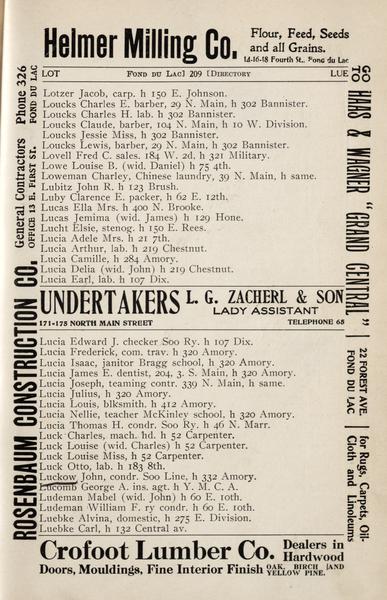 Helmer Milling Co.
Flour, Feed, Seeds
and all Grains.
14-16-18 Fourth St., Fond du Lac
LOT FOND DU LAC] 209 [DIRECTORY LUE
Lotzer Jacob, carp. h 150 E. Johnson.
Loucks Charles E. barber, 29 N. Main, h 302 Bannister.
Loucks Charles H. lab. h 302 Bannister.
Loucks Claude, barber, 104 N. Main, h 10 W. Division.
Loucks Jessie Miss, h 302 Bannister.
Loucks Lewis, barber, 29 N. Main, h 302 Bannister.
Lovell Fred C. sales. 184 W. 2d, h 321 Military.
Lowe Louise B. (wid. Daniel) h 75 4th.
Loweman Charley, Chinese laundry, 39 N. Main, h same.
Lubitz John R. h 123 Brush.
Luby Clarence E. packer, h 62 E. 12th.
Lucas Ella Mrs. h 400 N. Brooke.
Lucas Jemima (wid. James) h 129 Hone.
Lucht Elsie, stenog. h 150 E. Rees.
Lucia Adele Mrs. h 21 7th.
Lucia Arthur, lab. h 219 Chestnut.
Lucia Camille, h 284 Amory.
Lucia Delia (wid. John) h 219 Chestnut.
Lucia Earl, lab. h 107 Dix.
UNDERTAKERS L. G. ZACHERL & SON
LADY ASSISTANT
171-175 NORTH MAIN STREET TELEPHONE 65
Lucia Edward J. checker Soo Ry. h 107 Dix.
Lucia Frederick, com. trav. h 320 Amory.
Lucia Isaac, janitor Bragg school, h 320 Amory.
Lucia James E. dentist, 204, 3. S. Main, h 320 Amory.
Lucia Joseph, teaming contr. 339 N. Main, h same.
Lucia Julius, h 320 Amory.
Lucia Louis, blksmith. h 412 Amory.
Lucia Nellie, teacher McKinley school, h 320 Amory.
Lucia Thomas H. condr. Soo Ry. h 46 N. Marr.
Luck Charles, mach. hd. h 52 Carpenter.
Luck Louise (wid. Charles) h 52 Carpenter.
Luck Louise Miss, h 52 Carpenter.
Luck Otto, lab. h 183 8th.
Luckow John, condr. Soo Line, h 332 Amory.
Lucomb George A. ins. agt. h Y. M. C. A.
Ludeman Mabel (wid. John) h 60 E. 10th.
Ludeman William F. ry condr. h 60 E. 10th.
Luebke Alvina, domestic, h 275 E. Division.
Luebke Carl, h 132 Central av.
Crofoot Lumber Co. Dealers in
Hardwood
Doors, Mouldings, Fine Interior Finish OAK, BIRCH AND
YELLOW PINE.
ROSENBAUM CONSTRUCTION CO. General Contractors Phone 326
OFFICE 13 E. FIRST ST. FOND DU LAC
GO TO HAAS & WAGNER "GRAND CENTRAL"
22 FOREST AVE.
FOND DU LAC
for Rugs, Carpets, Oil-
Cloth and Linoleums